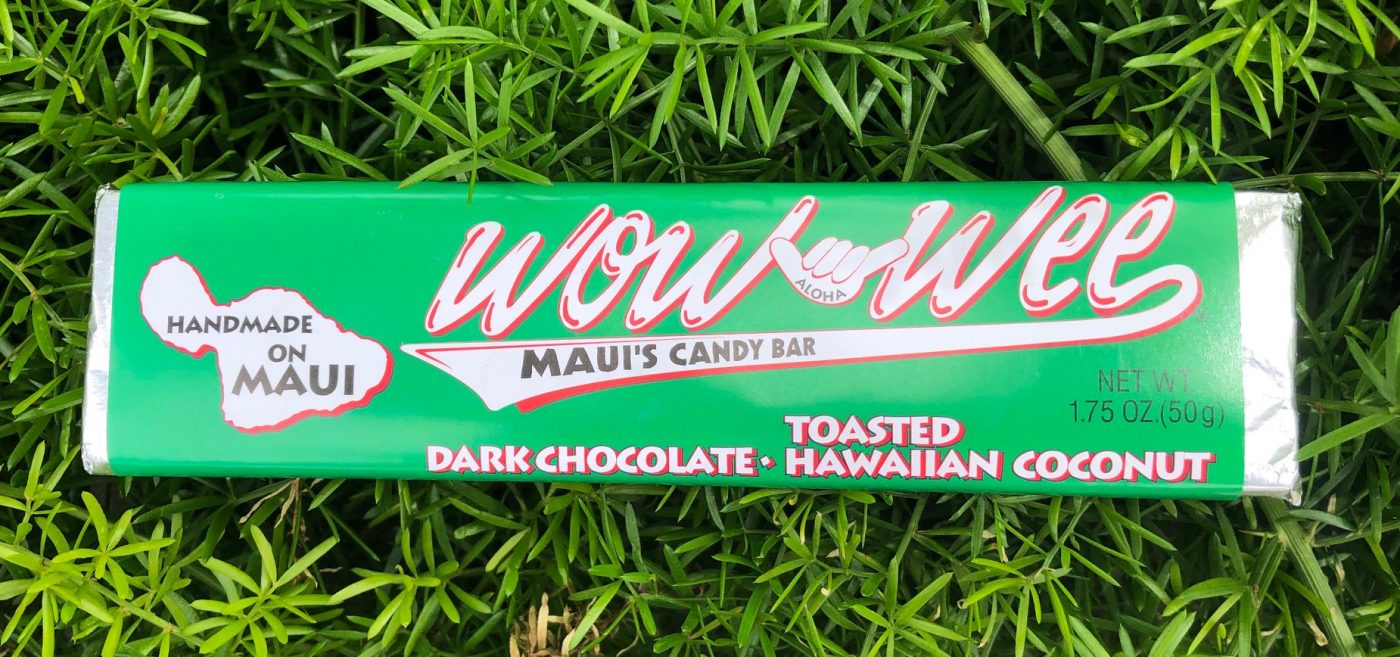 HANDMADE
ON
MAUI
WOW WEE
ALOHA
MAUI'S CANDY BAR
NET WT.
1.75 OZ.(50g)
TOASTED
DARK CHOCOLATE • HAWAIIAN COCONUT